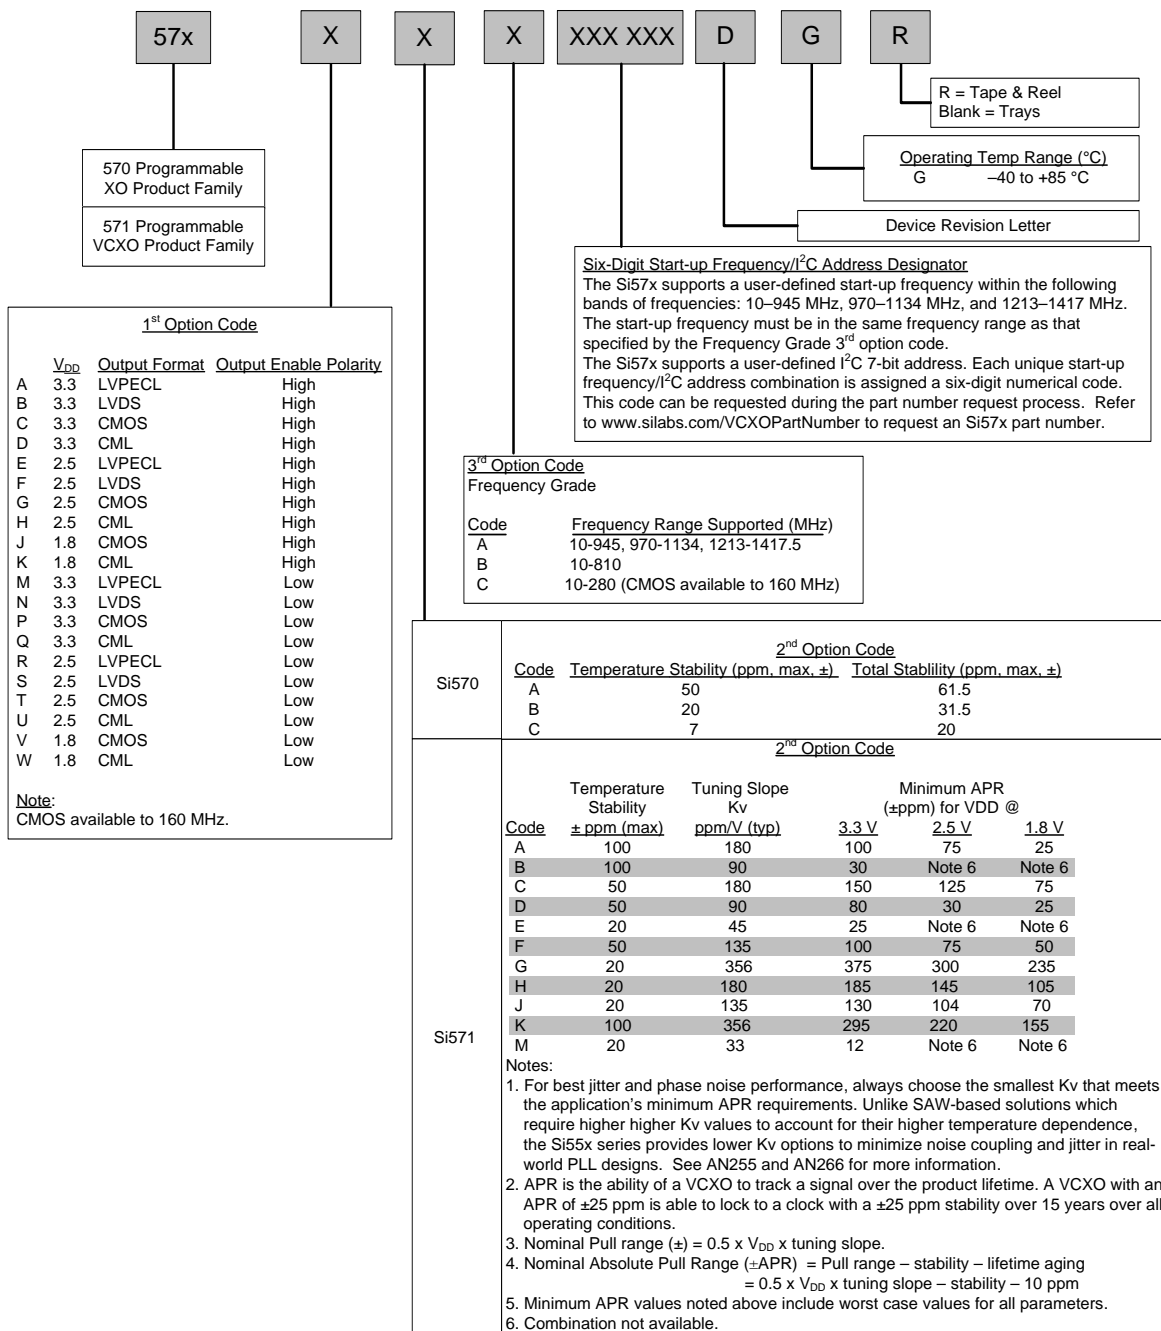 57x X X X XXX XXX D G R
R = Tape & Reel
Blank = Trays
Operating Temp Range (°C)
G –40 to +85 °C
Device Revision Letter
570 Programmable
XO Product Family
571 Programmable
VCXO Product Family
Six-Digit Start-up Frequency/I²C Address Designator
The Si57x supports a user-defined start-up frequency within the following
bands of frequencies: 10–945 MHz, 970–1134 MHz, and 1213–1417 MHz.
The start-up frequency must be in the same frequency range as that
specified by the Frequency Grade 3rd option code.
The Si57x supports a user-defined I²C 7-bit address. Each unique start-up
frequency/I²C address combination is assigned a six-digit numerical code.
This code can be requested during the part number request process. Refer
to www.silabs.com/VCXOPartNumber to request an Si57x part number.
1st Option Code
VDD Output Format Output Enable Polarity
A 3.3 LVPECL High
B 3.3 LVDS High
C 3.3 CMOS High
D 3.3 CML High
E 2.5 LVPECL High
F 2.5 LVDS High
G 2.5 CMOS High
H 2.5 CML High
J 1.8 CMOS High
K 1.8 CML High
M 3.3 LVPECL Low
N 3.3 LVDS Low
P 3.3 CMOS Low
Q 3.3 CML Low
R 2.5 LVPECL Low
S 2.5 LVDS Low
T 2.5 CMOS Low
U 2.5 CML Low
V 1.8 CMOS Low
W 1.8 CML Low
Note:
CMOS available to 160 MHz.
3rd Option Code
Frequency Grade
Code Frequency Range Supported (MHz)
A 10-945, 970-1134, 1213-1417.5
B 10-810
C 10-280 (CMOS available to 160 MHz)
Si570
2nd Option Code
Code Temperature Stability (ppm, max, ±) Total Stablility (ppm, max, ±)
A 50 61.5
B 20 31.5
C 7 20
Si571
2nd Option Code
Temperature Tuning Slope Minimum APR
Stability Kv (±ppm) for VDD @
Code ± ppm (max) ppm/V (typ) 3.3 V 2.5 V 1.8 V
A 100 180 100 75 25
B 100 90 30 Note 6 Note 6
C 50 180 150 125 75
D 50 90 80 30 25
E 20 45 25 Note 6 Note 6
F 50 135 100 75 50
G 20 356 375 300 235
H 20 180 185 145 105
J 20 135 130 104 70
K 100 356 295 220 155
M 20 33 12 Note 6 Note 6
Notes:
1. For best jitter and phase noise performance, always choose the smallest Kv that meets
the application's minimum APR requirements. Unlike SAW-based solutions which
require higher higher Kv values to account for their higher temperature dependence,
the Si55x series provides lower Kv options to minimize noise coupling and jitter in real-
world PLL designs. See AN255 and AN266 for more information.
2. APR is the ability of a VCXO to track a signal over the product lifetime. A VCXO with an
APR of ±25 ppm is able to lock to a clock with a ±25 ppm stability over 15 years over all
operating conditions.
3. Nominal Pull range (±) = 0.5 x VDD x tuning slope.
4. Nominal Absolute Pull Range (±APR) = Pull range – stability – lifetime aging
= 0.5 x VDD x tuning slope – stability – 10 ppm
5. Minimum APR values noted above include worst case values for all parameters.
6. Combination not available.